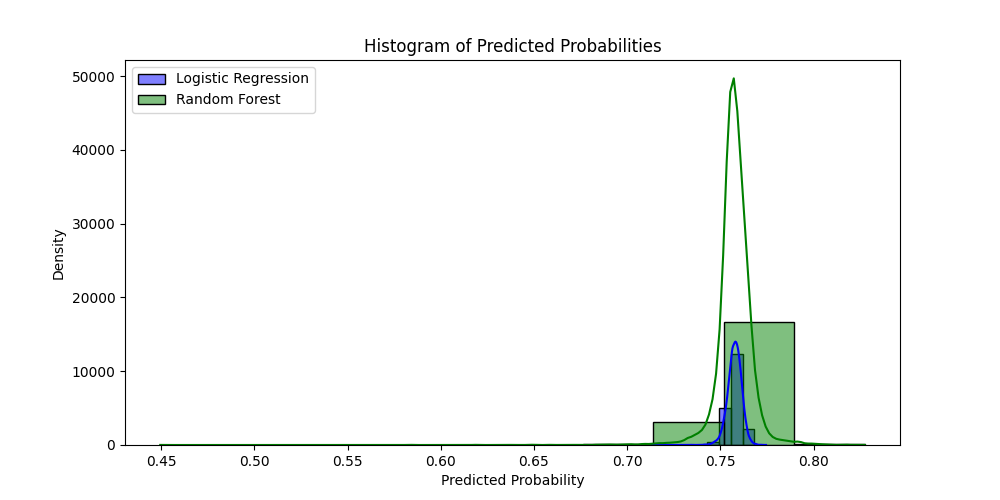 Histogram of Predicted Probabilities
Logistic Regression
Random Forest
Density
50000
40000
30000
20000
10000
0
0.45 0.50 0.55 0.60 0.65 0.70 0.75 0.80
Predicted Probability